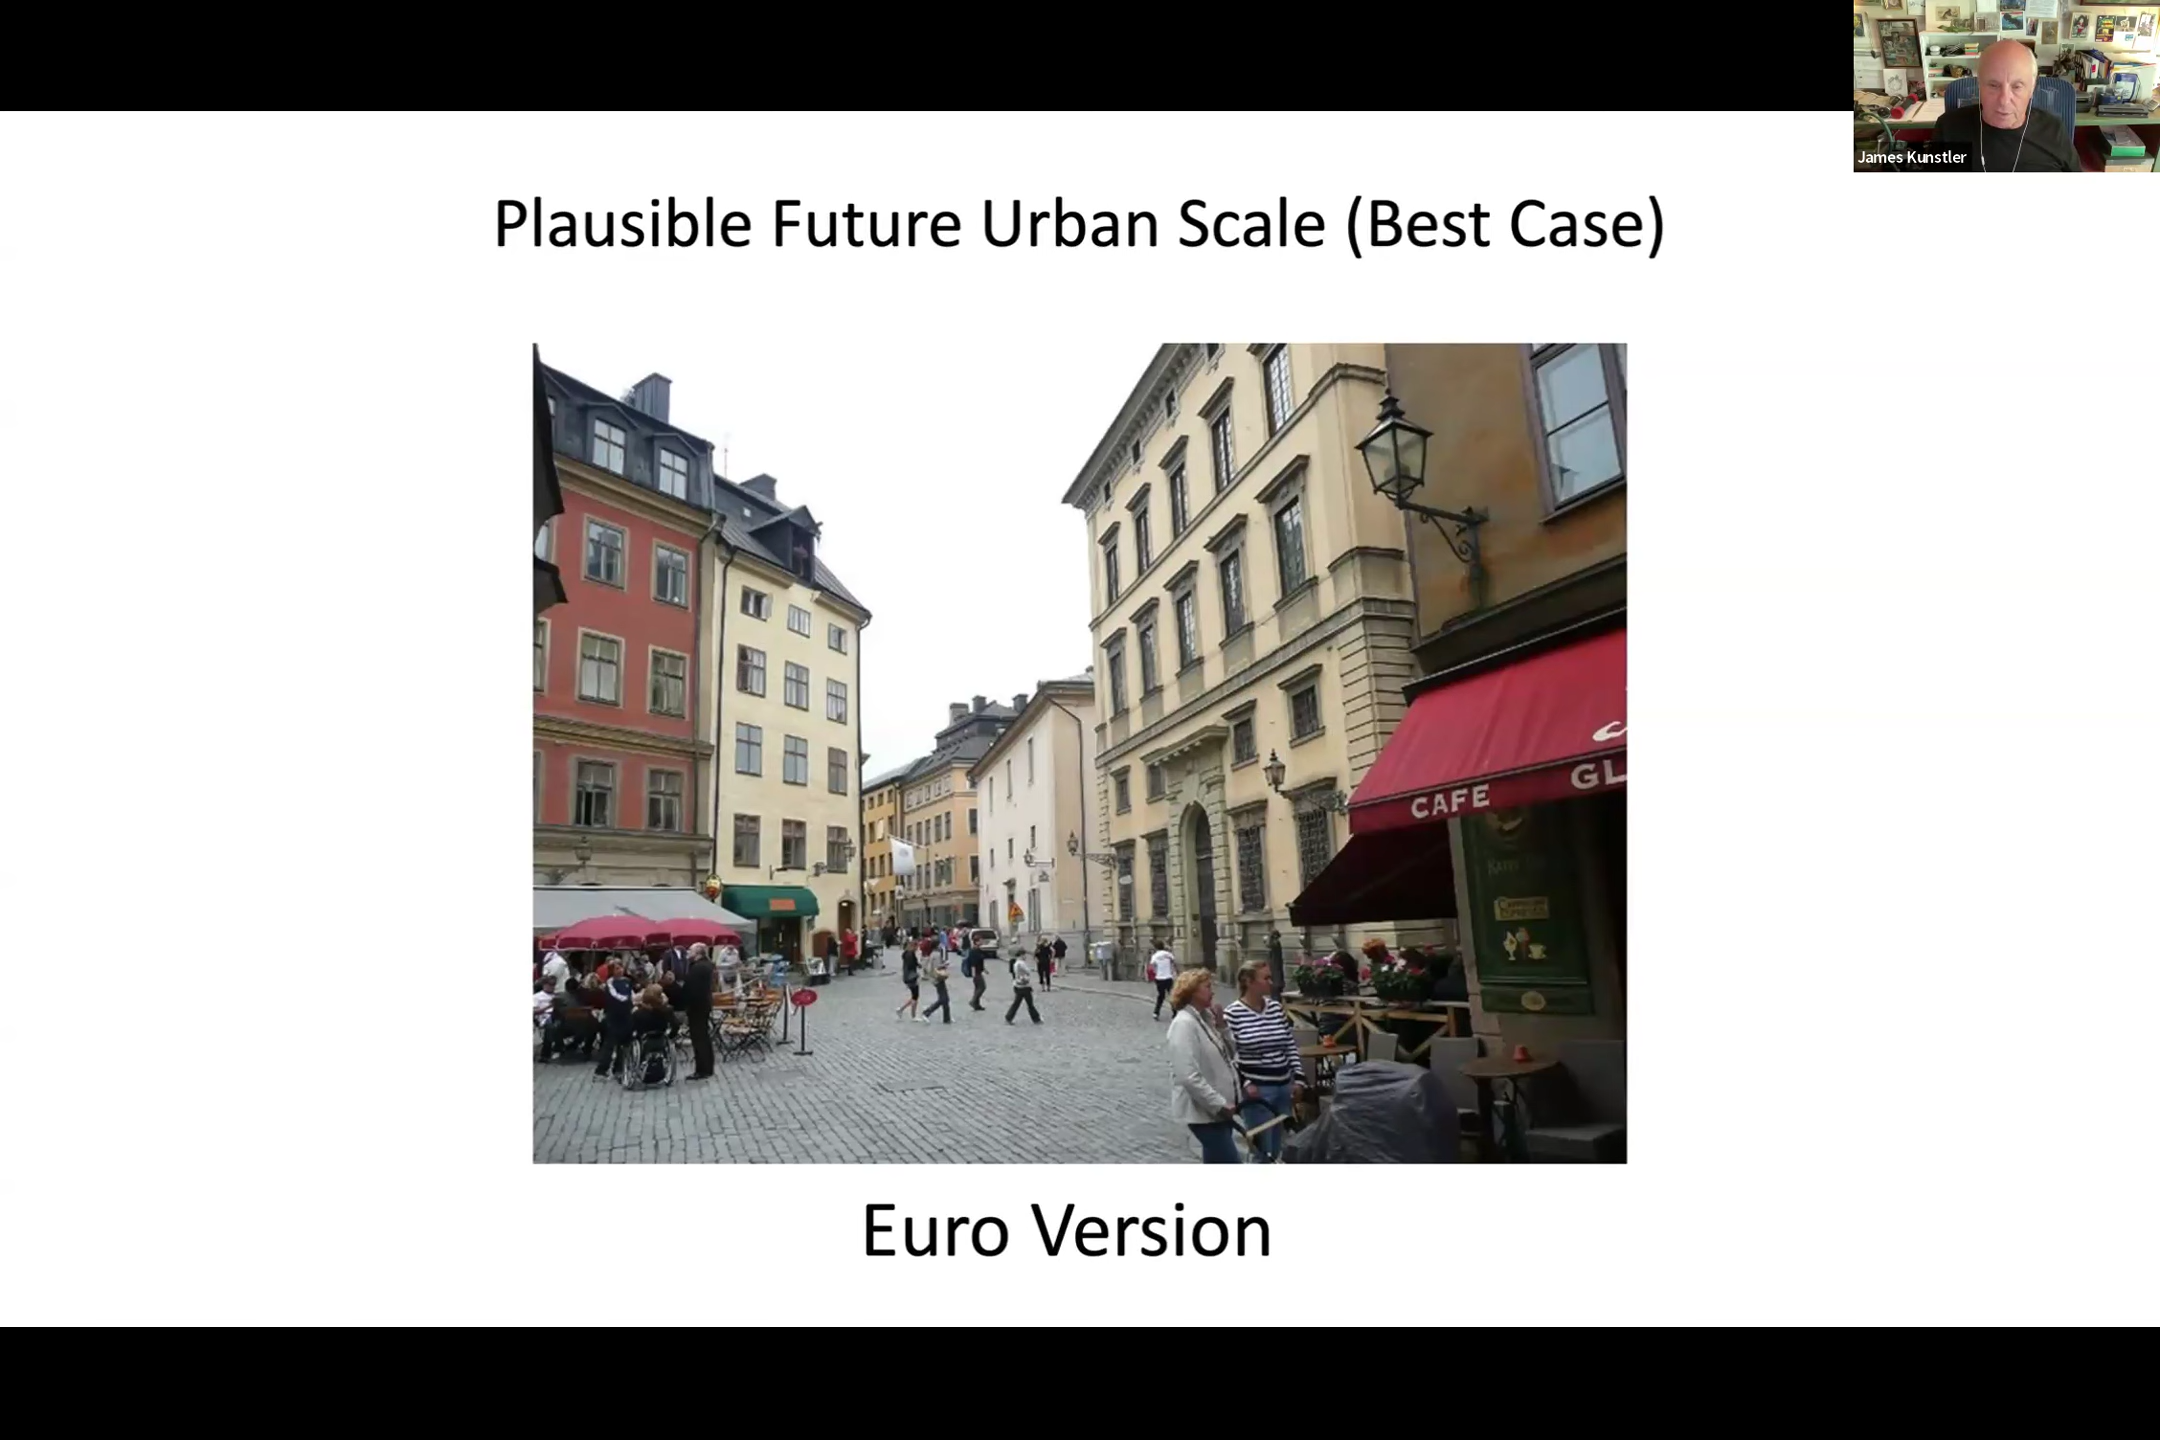 James Kunstler
Plausible Future Urban Scale (Best Case)
CAFE
GL
Euro Version